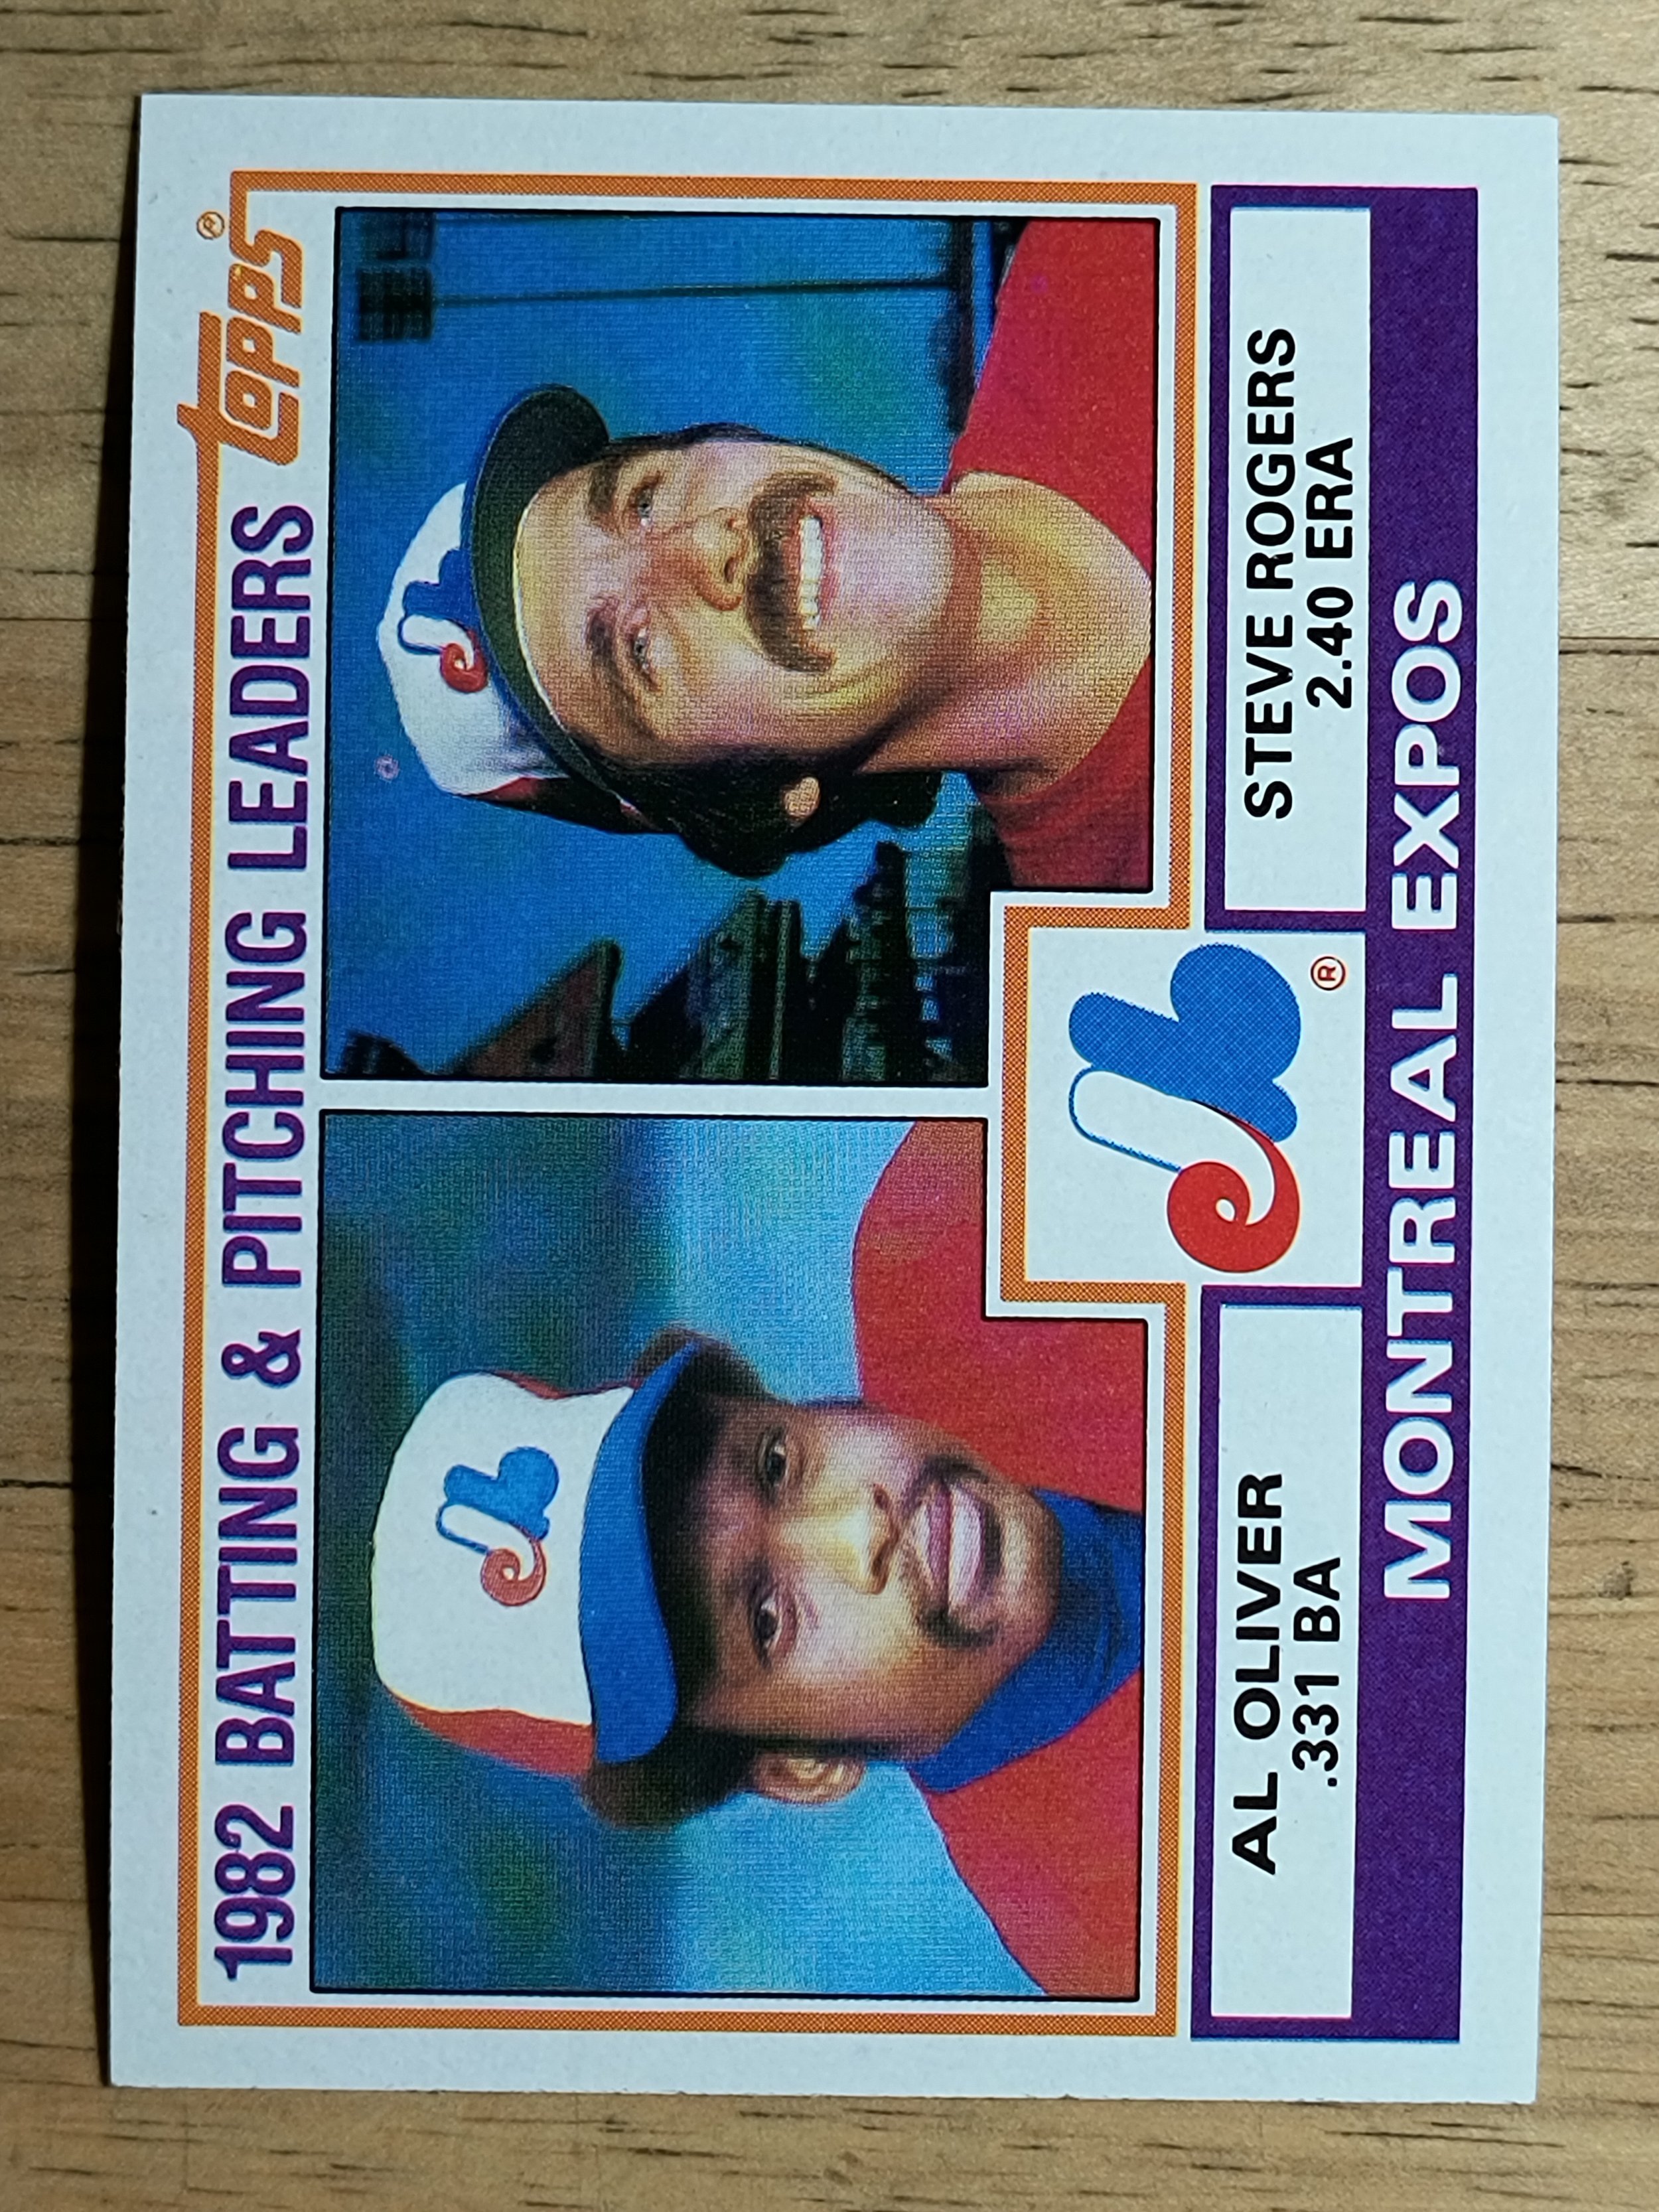 1982 BATTING & PITCHING LEADERS
Topps®
AL OLIVER
.331 BA
®
STEVE ROGERS
2.40 ERA
MONTREAL EXPOS